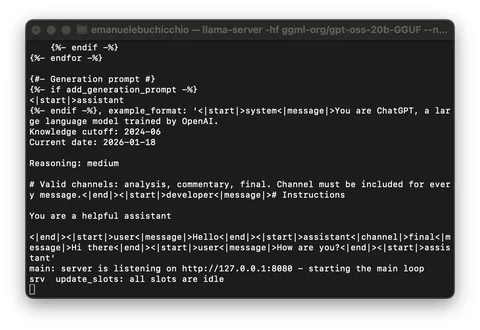 emanuelebuchicchio — llama-server -hf ggml-org/gpt-oss-20b-GGUF --n...
{%- endif -%}
{%- endfor -%}
{#- Generation prompt #}
{%- if add_generation_prompt -%}
<|start|>assistant
{%- endif -%}, example_format: '<|start|>system<|message|>You are ChatGPT, a lar
ge language model trained by OpenAI.
Knowledge cutoff: 2024-06
Current date: 2026-01-18
Reasoning: medium
# Valid channels: analysis, commentary, final. Channel must be included for ever
y message.<|end|><|start|>developer<|message|># Instructions
You are a helpful assistant
<|end|><|start|>user<|message|>Hello<|end|><|start|>assistant<|channel|>final<|m
essage|>Hi there<|end|><|start|>user<|message|>How are you?<|end|><|start|>assis
tant'
main: server is listening on http://127.0.0.1:8080 - starting the main loop
srv  update_slots: all slots are idle